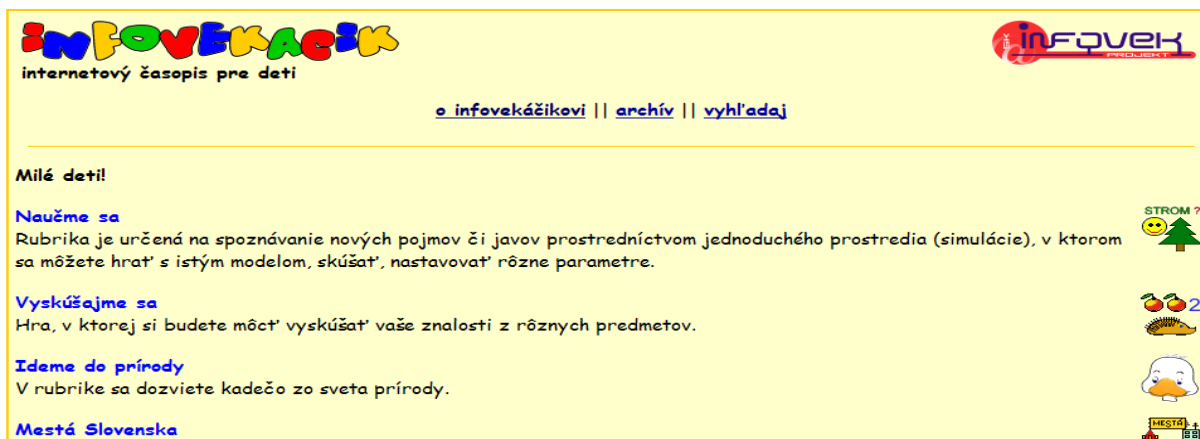 INFOVEKACIK
internetový časopis pre deti
infovek
PROJEKT
o infovekáčikovi || archív || vyhľadaj
Milé deti!
Naučme sa
STROM ?
Rubrika je určená na spoznávanie nových pojmov či javov prostredníctvom jednoduchého prostredia (simulácie), v ktorom
sa môžete hrať s istým modelom, skúšať, nastavovať rôzne parametre.
Vyskúšajme sa
2
Hra, v ktorej si budete môcť vyskúšať vaše znalosti z rôznych predmetov.
Ideme do prírody
V rubrike sa dozviete kadečo zo sveta prírody.
Mestá Slovenska
MESTÁ